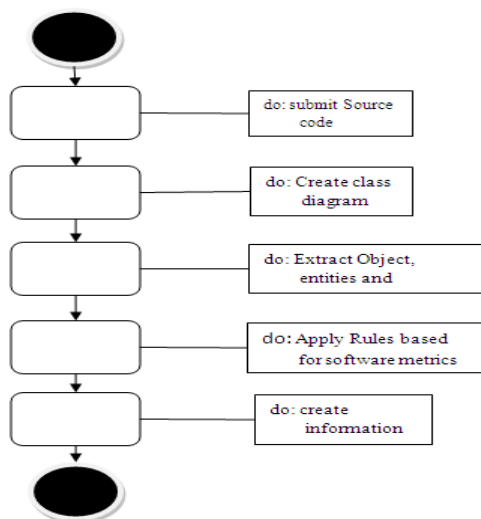 do: submit Source
code
do: Create class
diagram
do: Extract Object,
entities and
do: Apply Rules based
for software metrics
do: create
information